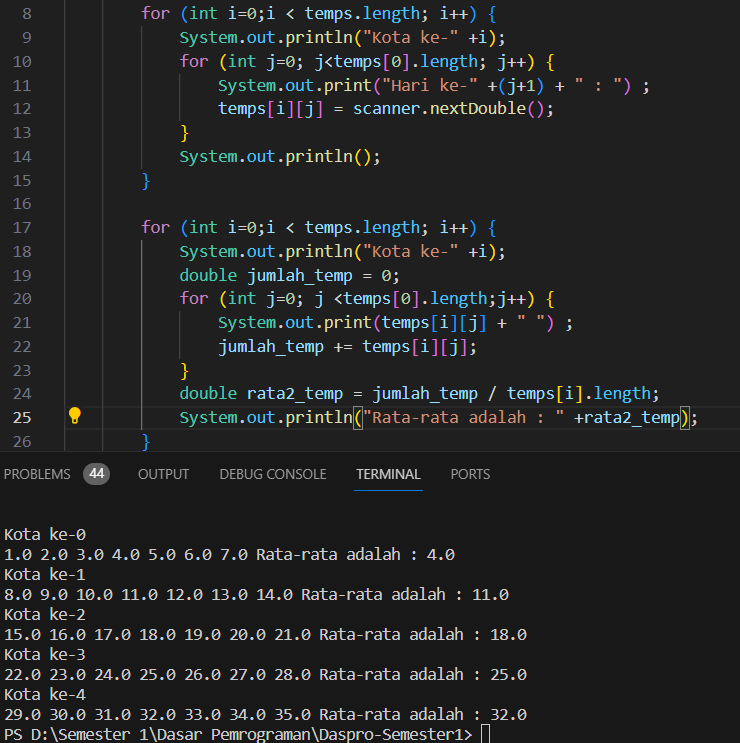 8 for (int i=0;i < temps.length; i++) {
9 System.out.println("Kota ke-" +i);
10 for (int j=0; j<temps[0].length; j++) {
11 System.out.print("Hari ke-" +(j+1) + " : ") ;
12 temps[i][j] = scanner.nextDouble();
13 }
14 System.out.println();
15 }
16
17 for (int i=0;i < temps.length; i++) {
18 System.out.println("Kota ke-" +i);
19 double jumlah_temp = 0;
20 for (int j=0; j <temps[0].length;j++) {
21 System.out.print(temps[i][j] + " ") ;
22 jumlah_temp += temps[i][j];
23 }
24 double rata2_temp = jumlah_temp / temps[i].length;
25 System.out.println("Rata-rata adalah : " +rata2_temp);
26 }
PROBLEMS 44 OUTPUT DEBUG CONSOLE TERMINAL PORTS
Kota ke-0
1.0 2.0 3.0 4.0 5.0 6.0 7.0 Rata-rata adalah : 4.0
Kota ke-1
8.0 9.0 10.0 11.0 12.0 13.0 14.0 Rata-rata adalah : 11.0
Kota ke-2
15.0 16.0 17.0 18.0 19.0 20.0 21.0 Rata-rata adalah : 18.0
Kota ke-3
22.0 23.0 24.0 25.0 26.0 27.0 28.0 Rata-rata adalah : 25.0
Kota ke-4
29.0 30.0 31.0 32.0 33.0 34.0 35.0 Rata-rata adalah : 32.0
PS D:\Semester 1\Dasar Pemrograman\Daspro-Semester1>